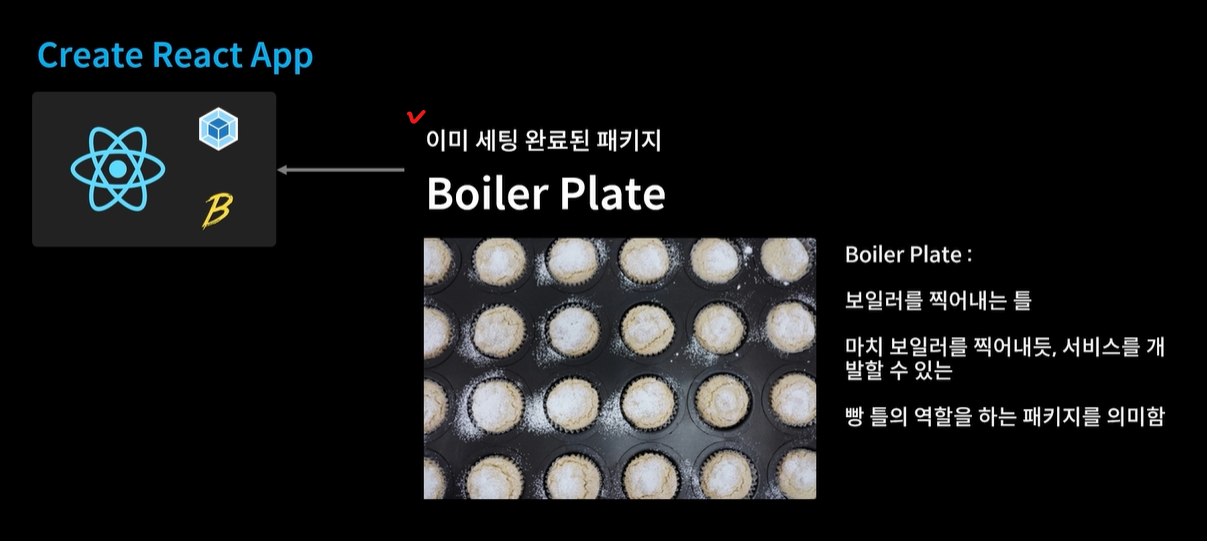 Create React App
이미 세팅 완료된 패키지
Boiler Plate
Boiler Plate :
보일러를 찍어내는 틀
마치 보일러를 찍어내듯, 서비스를 개
발할 수 있는
빵 틀의 역할을 하는 패키지를 의미함